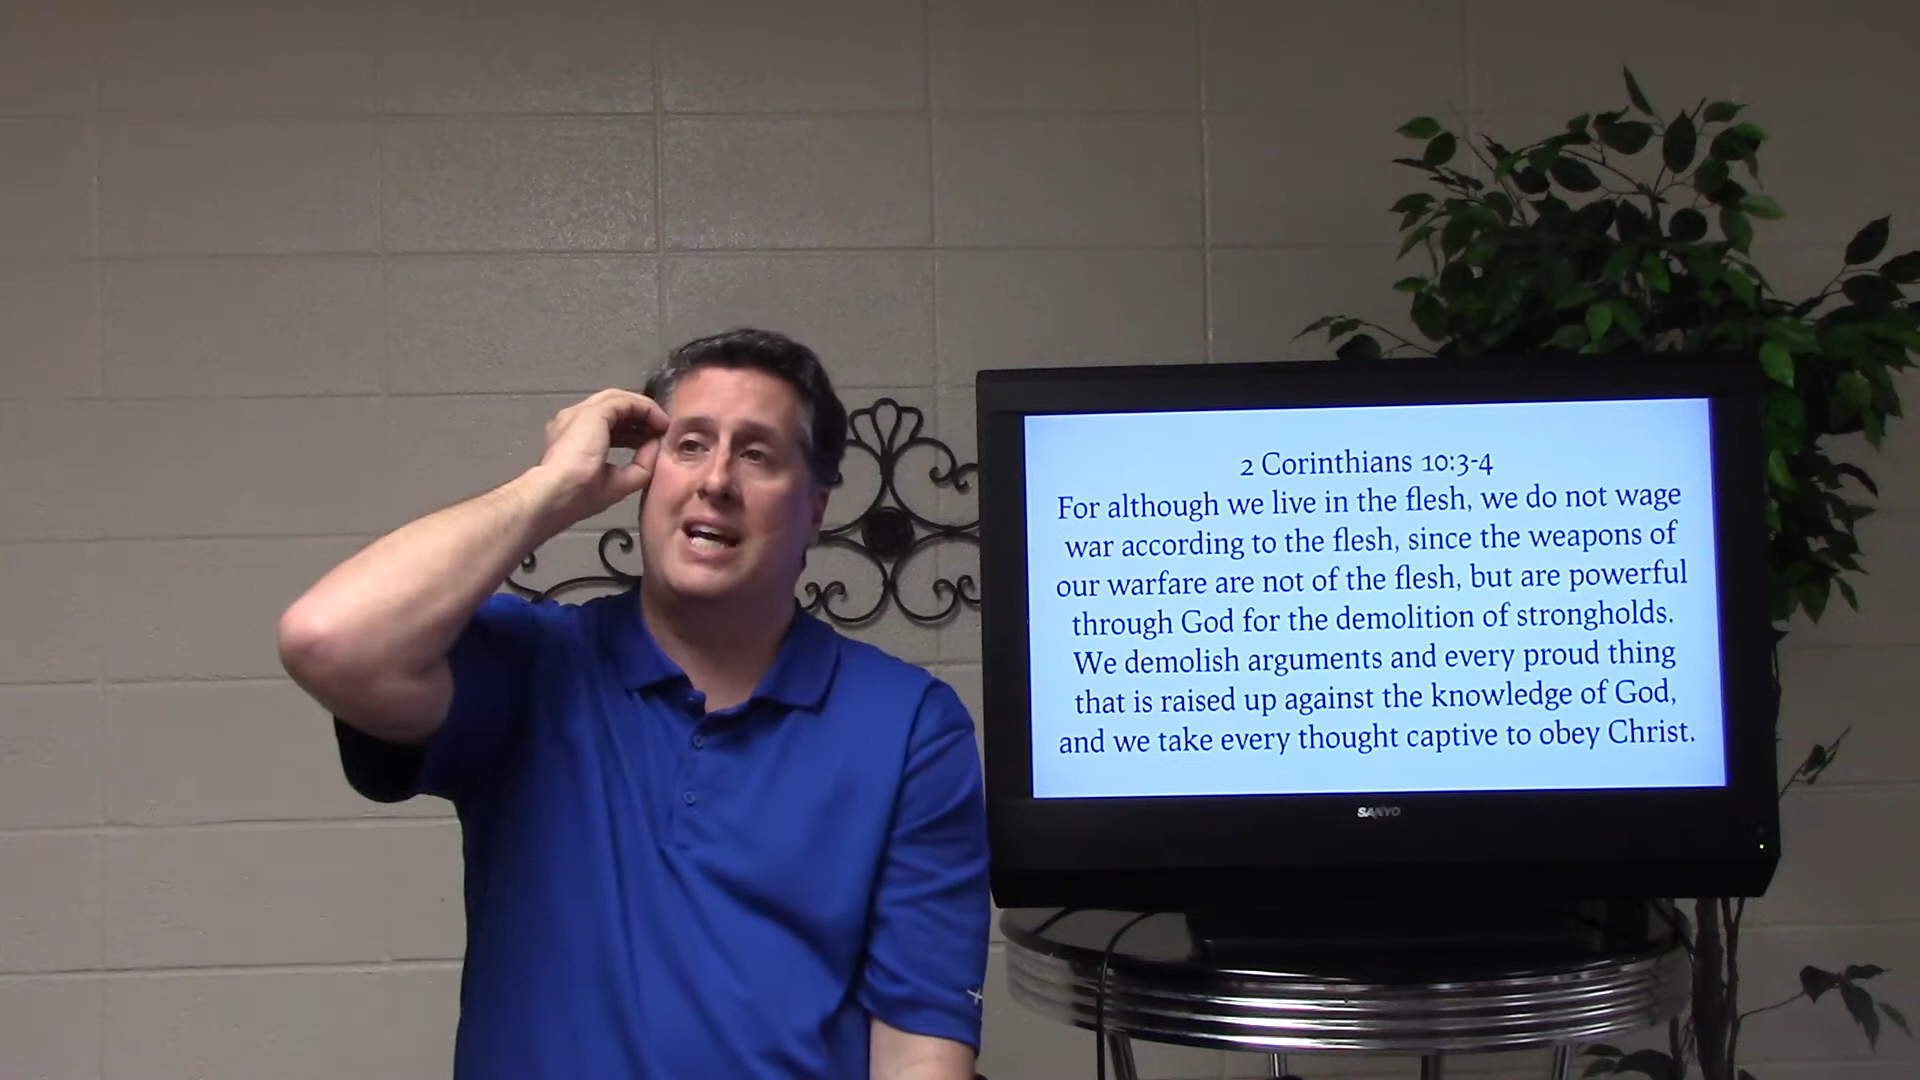 2 Corinthians 10:3-4
For although we live in the flesh, we do not wage
war according to the flesh, since the weapons of
our warfare are not of the flesh, but are powerful
through God for the demolition of strongholds.
We demolish arguments and every proud thing
that is raised up against the knowledge of God,
and we take every thought captive to obey Christ.
SANYO